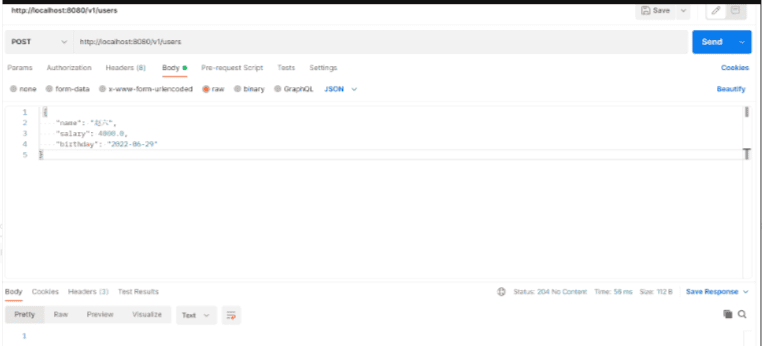 http://localhost:8080/v1/users
Save
POST http://localhost:8080/v1/users Send
Params Authorization Headers (8) Body Pre-request Script Tests Settings Cookies
none form-data x-www-form-urlencoded raw binary GraphQL JSON Beautify
1 {
2 "name": "赵六",
3 "salary": 4000.0,
4 "birthday": "2022-06-29"
5 }
Body Cookies Headers (3) Test Results Status: 204 No Content Time: 58 ms Size: 112 B Save Response
Pretty Raw Preview Visualize Text
1